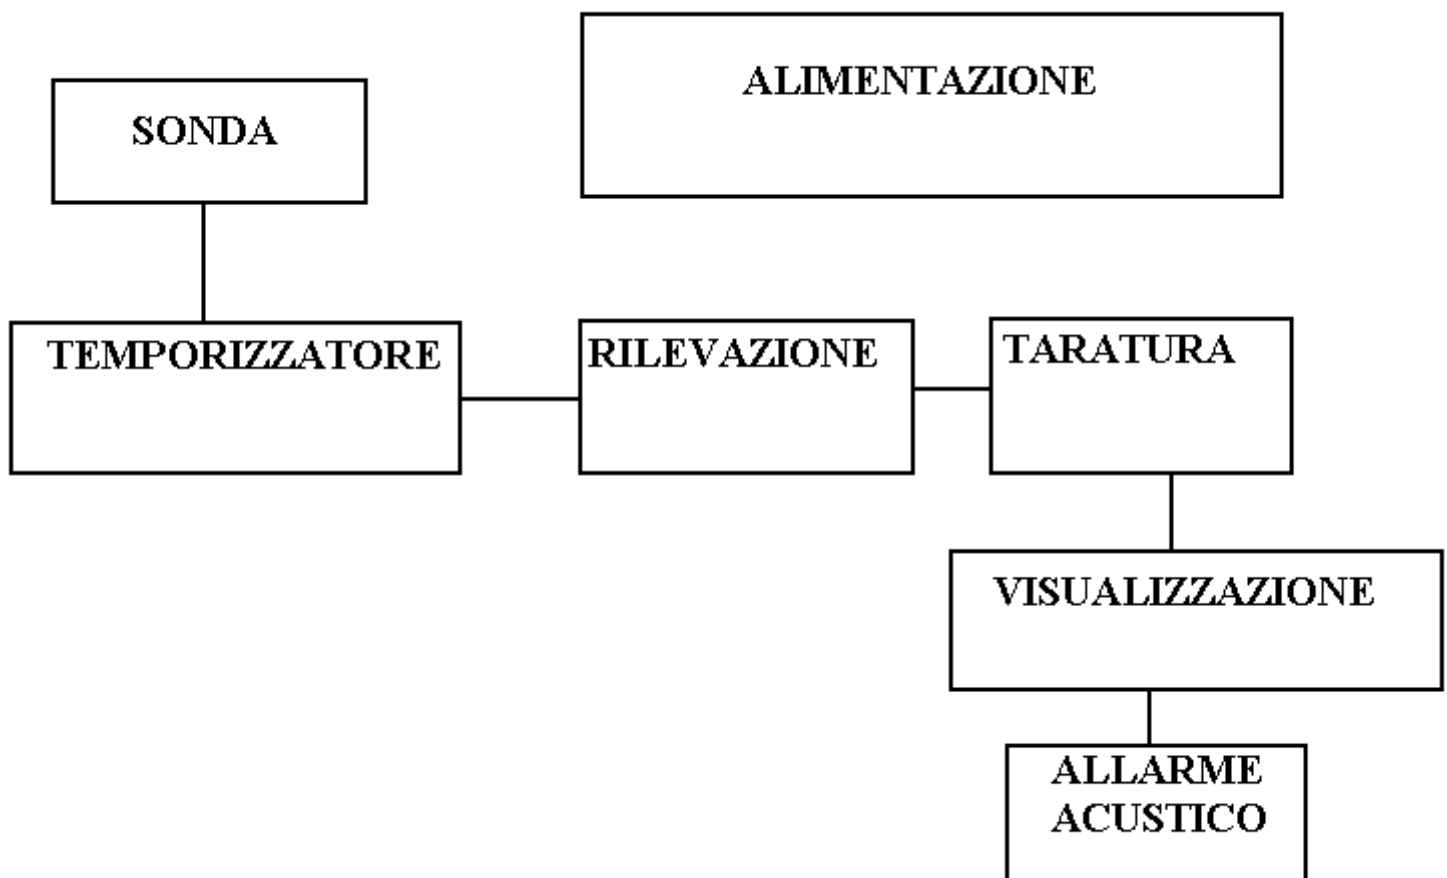 ALIMENTAZIONE
SONDA
TEMPORIZZATORE
RILEVAZIONE
TARATURA
VISUALIZZAZIONE
ALLARME
ACUSTICO